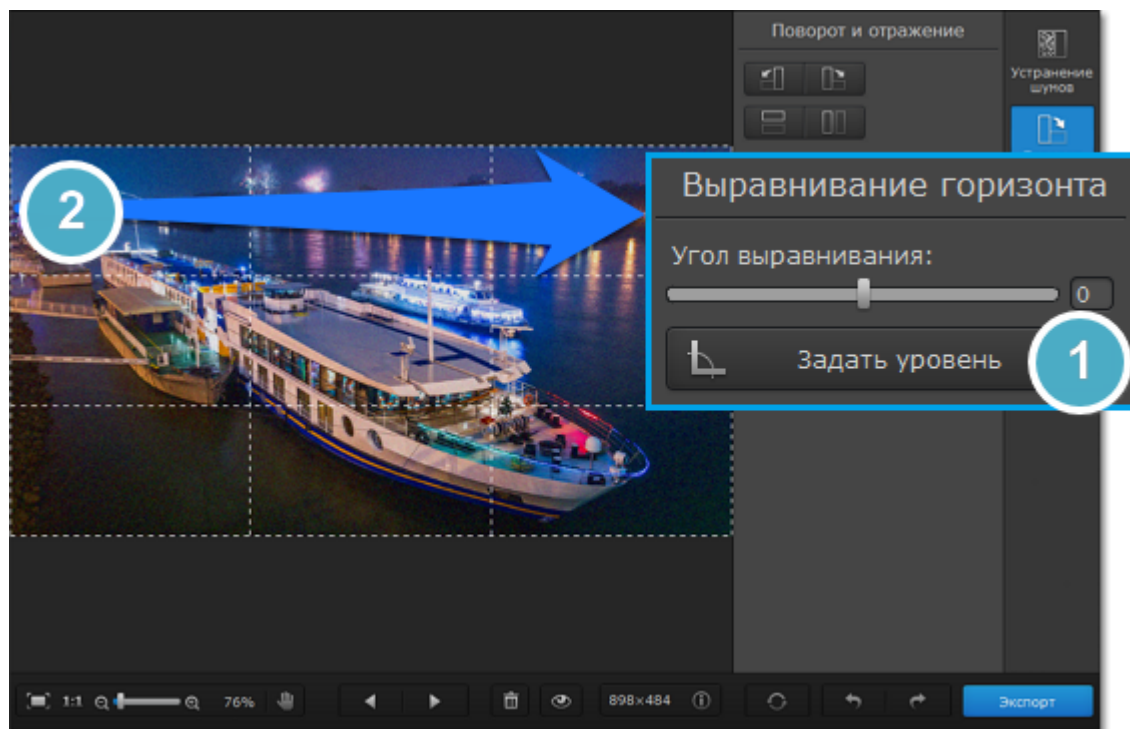 Поворот и отражение
Устранение
шумов
Выравнивание горизонта
Угол выравнивания:
0
Задать уровень
1
2
1:1
76%
898×484
Экспорт